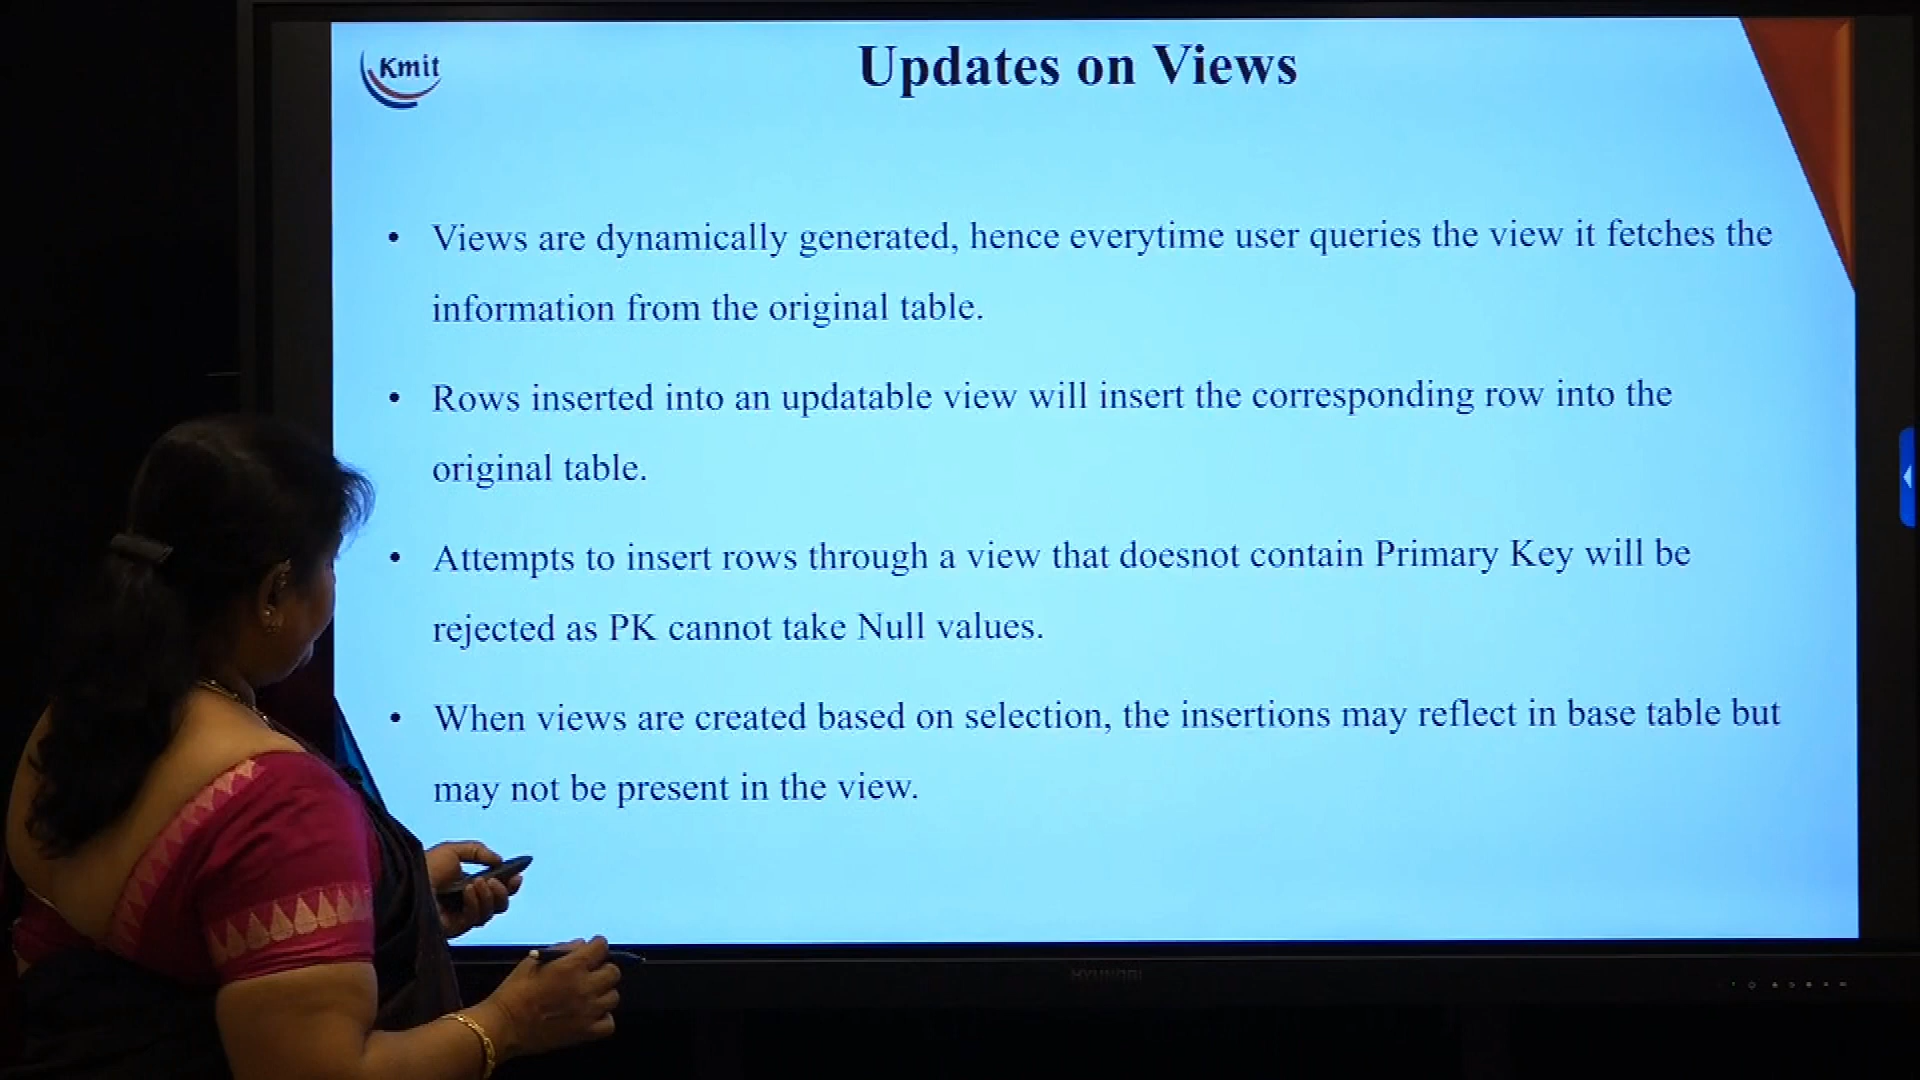 Kmit
Updates on Views
• Views are dynamically generated, hence everytime user queries the view it fetches the
information from the original table.
• Rows inserted into an updatable view will insert the corresponding row into the
original table.
• Attempts to insert rows through a view that doesnot contain Primary Key will be
rejected as PK cannot take Null values.
• When views are created based on selection, the insertions may reflect in base table but
may not be present in the view.
HYUNDAI